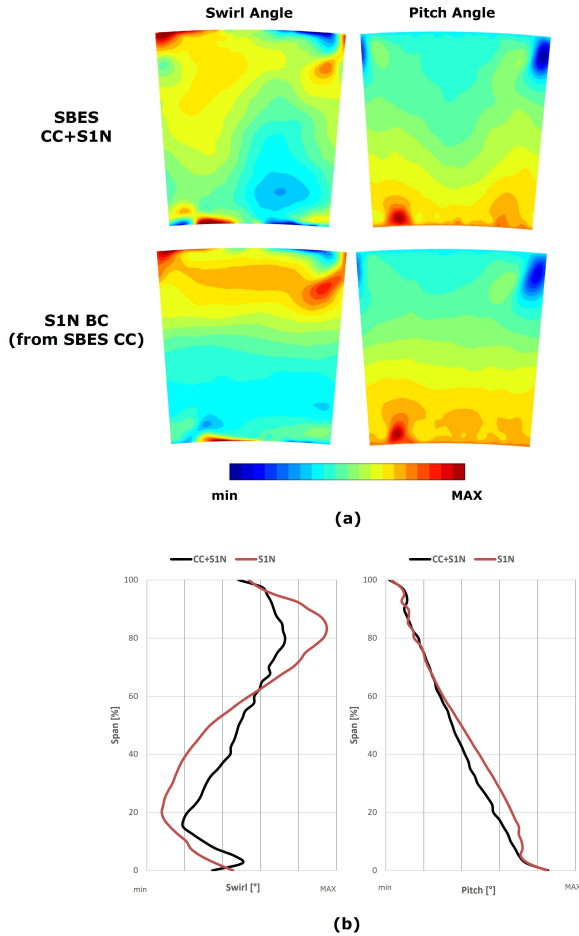 Swirl Angle Pitch Angle
SBES
CC+S1N
S1N BC
(from SBES CC)
min MAX
(a)
CC+S1N S1N CC+S1N S1N
100 100
80 80
60 60
Span [%] Span [%]
40 40
20 20
0 0
min Swirl [°] MAX min Pitch [°] MAX
(b)